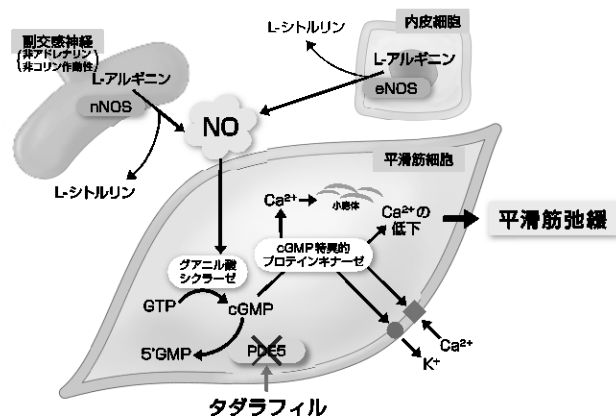 副交感神経
非アドレナリン
非コリン作動性
L-アルギニン
nNOS
L-シトルリン
NO
L-シトルリン
内皮細胞
L-アルギニン
eNOS
平滑筋細胞
Ca²⁺
小胞体
Ca²⁺の
低下
平滑筋弛緩
cGMP特異的
プロテインキナーゼ
グアニル酸
シクラーゼ
GTP
cGMP
5'GMP
PDE5
K⁺
Ca²⁺
タダラフィル